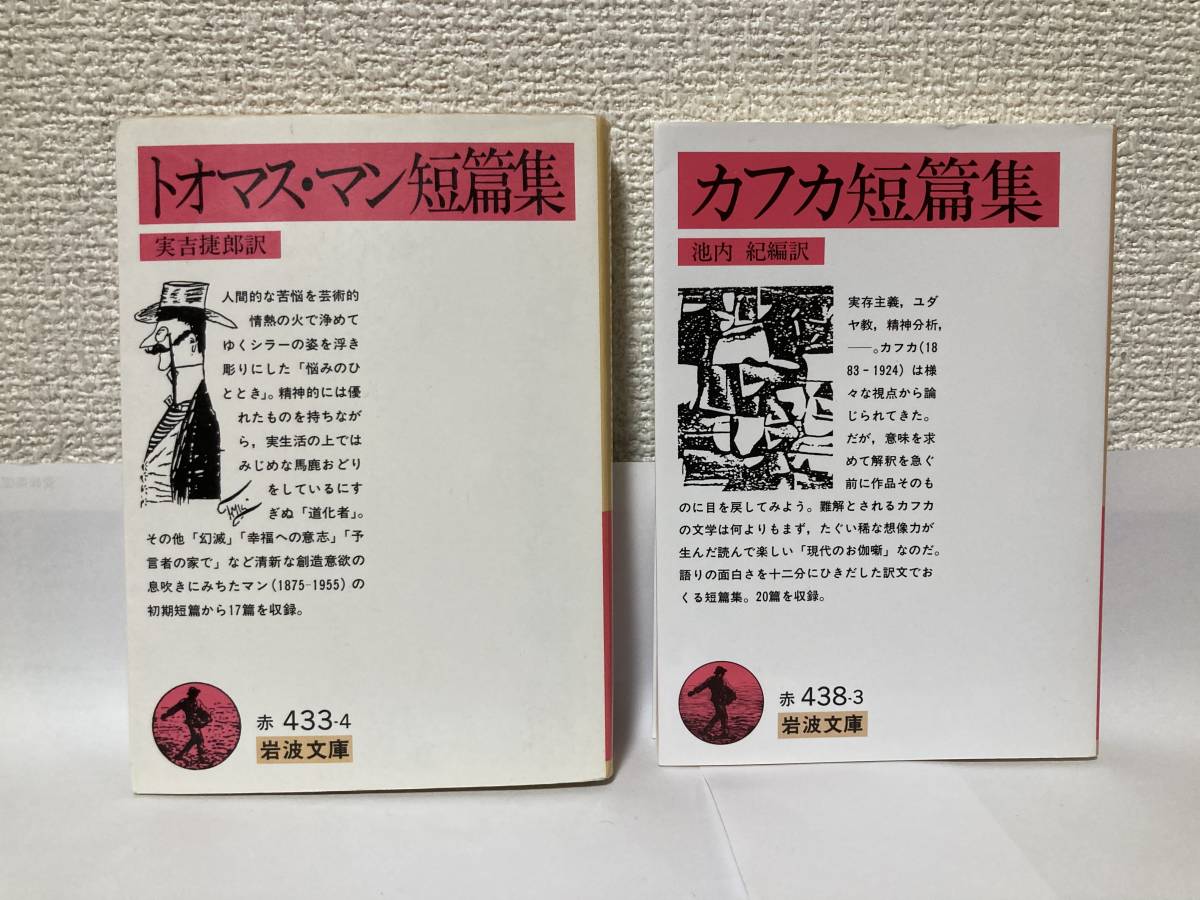 トオマス・マン短篇集
実吉捷郎訳
人間的な苦悩を芸術的
情熱の火で浄めて
ゆくシラーの姿を浮き
彫りにした「悩みのひ
ととき」。精神的には優
れたものを持ちなが
ら，実生活の上では
みじめな馬鹿おどり
をしているにす
ぎぬ「道化者」。
その他「幻滅」「幸福への意志」「予
言者の家で」など清新な創造意欲の
息吹きにみちたマン(1875-1955)の
初期短篇から17篇を収録。
赤 433-4
岩波文庫
カフカ短篇集
池内 紀編訳
実存主義，ユダ
ヤ教，精神分析，
――。カフカ(18
83-1924)は様
々な視点から論
じられてきた。
だが，意味を求
めて解釈を急ぐ
前に作品そのも
のに目を戻してみよう。難解とされるカフカ
の文学は何よりもまず，たぐい稀な想像力が
生んだ読んで楽しい「現代のお伽噺」なのだ。
語りの面白さを十二分にひきだした訳文でお
くる短篇集。20篇を収録。
赤 438-3
岩波文庫